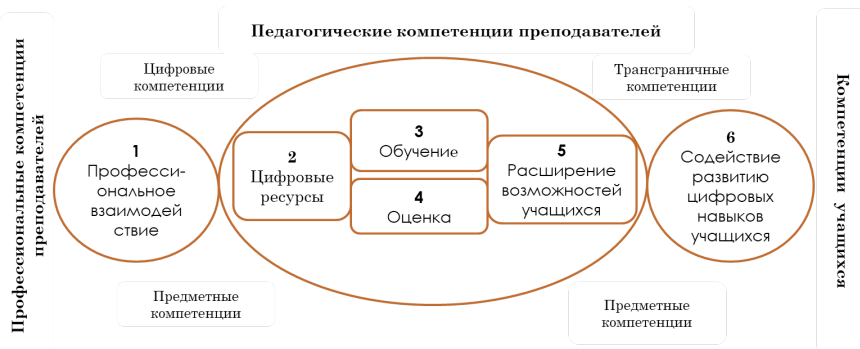 Педагогические компетенции преподавателей
Профессиональные компетенции
преподавателей
Цифровые
компетенции
Трансграничные
компетенции
1
Професси-
ональное
взаимодей
ствие
2
Цифровые
ресурсы
3
Обучение
4
Оценка
5
Расширение
возможностей
учащихся
6
Содействие
развитию
цифровых
навыков
учащихся
Компетенции учащихся
Предметные
компетенции
Предметные
компетенции